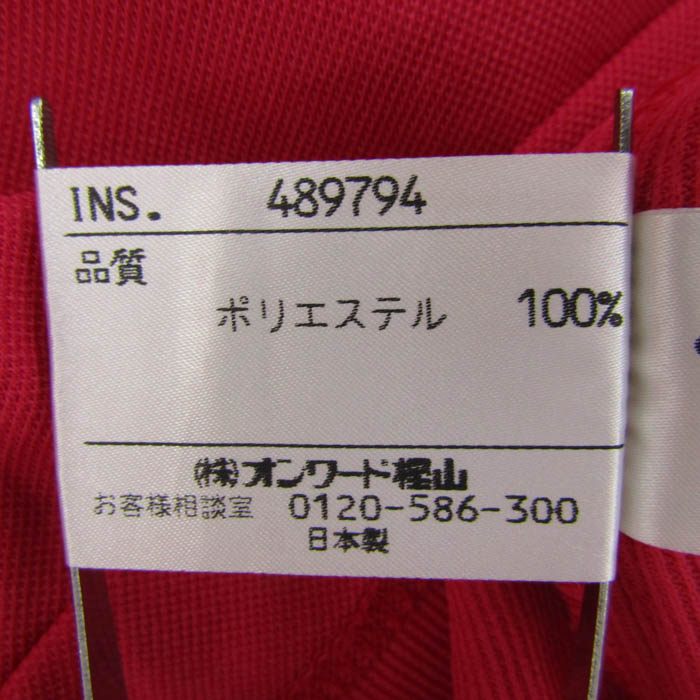 INS. 489794
品質
ポリエステル 100%
(株)オンワード樫山
お客様相談室 0120-586-300
日本製